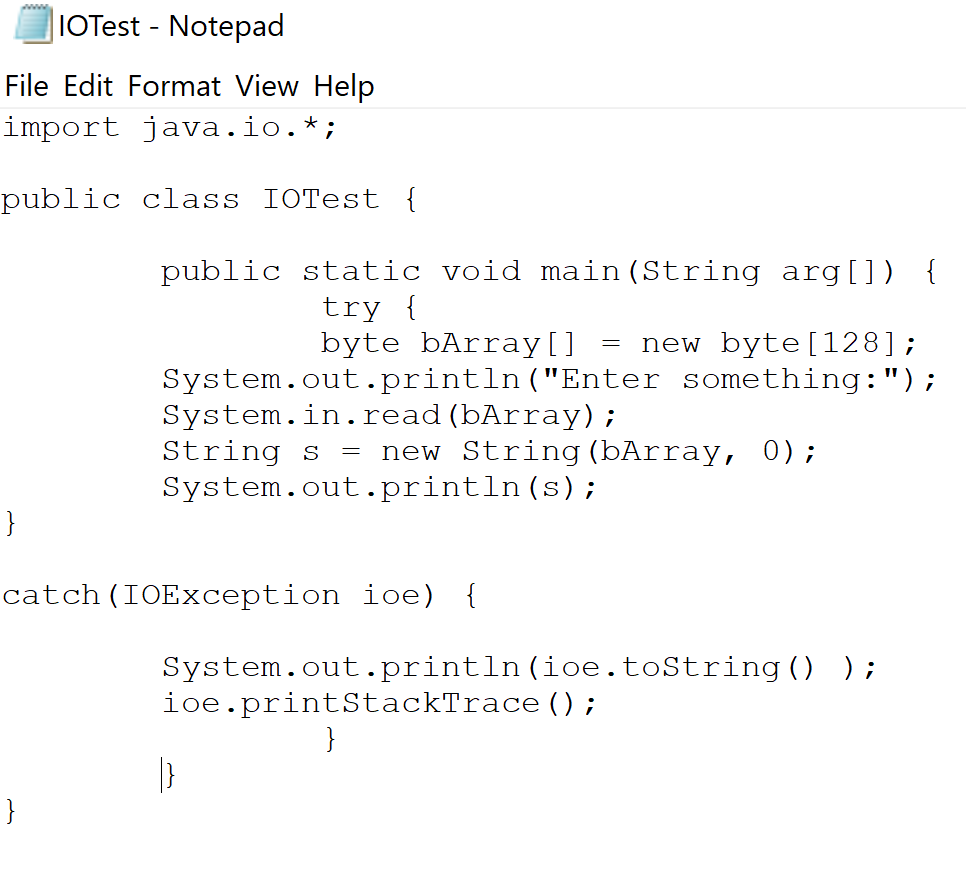 IOTest - Notepad
File Edit Format View Help
import java.io.*;
public class IOTest {
public static void main(String arg[]) {
try {
byte bArray[] = new byte[128];
System.out.println("Enter something:");
System.in.read(bArray);
String s = new String(bArray, 0);
System.out.println(s);
}
catch(IOException ioe) {
System.out.println(ioe.toString() );
ioe.printStackTrace();
}
}
}